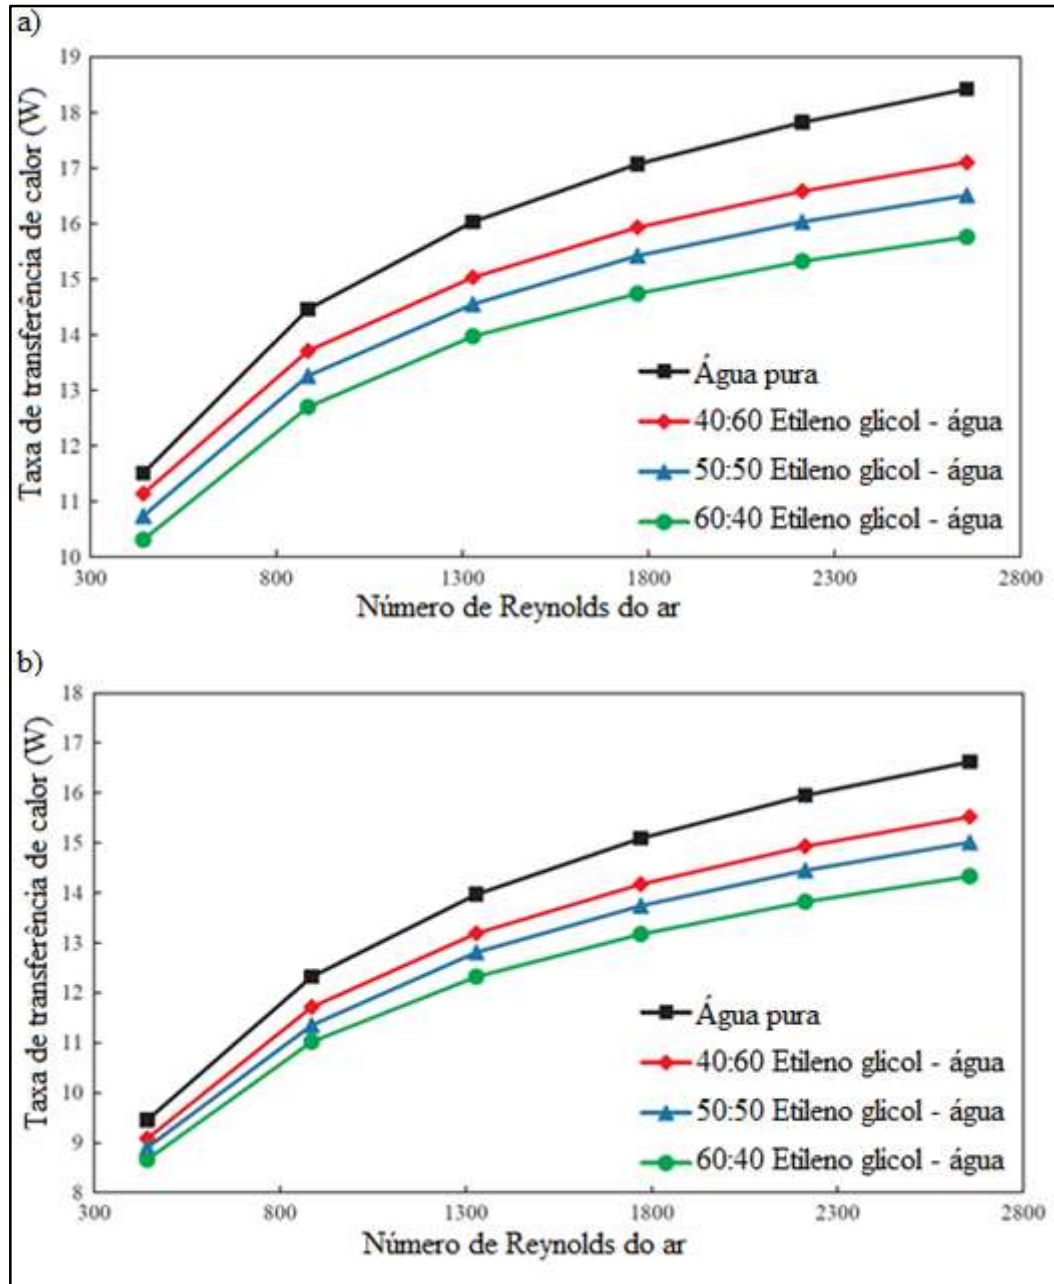 a)
Taxa de transferência de calor (W)
19
18
17
16
15
14
13
12
11
10
Água pura
40:60 Etileno glicol - água
50:50 Etileno glicol - água
60:40 Etileno glicol - água
300 800 1300 1800 2300 2800
Número de Reynolds do ar
b)
Taxa de transferência de calor (W)
18
17
16
15
14
13
12
11
10
9
8
Água pura
40:60 Etileno glicol - água
50:50 Etileno glicol - água
60:40 Etileno glicol - água
300 800 1300 1800 2300 2800
Número de Reynolds do ar